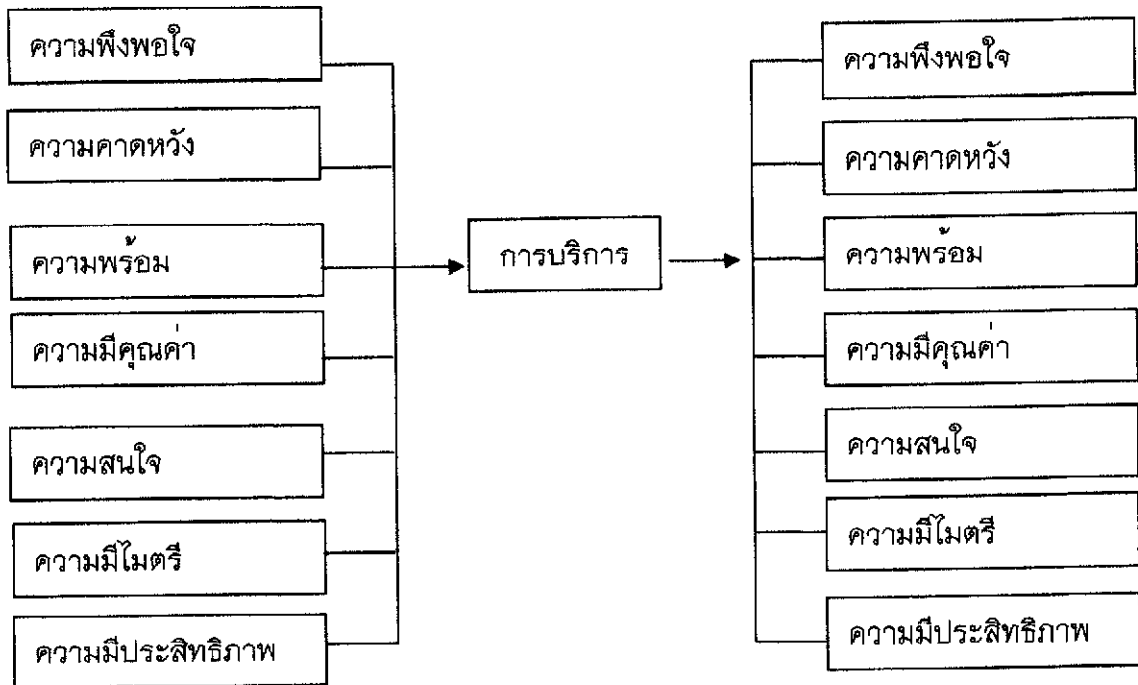 ความพึงพอใจ
ความคาดหวัง
ความพร้อม
ความมีคุณค่า
ความสนใจ
ความมีไมตรี
ความมีประสิทธิภาพ
การบริการ
ความพึงพอใจ
ความคาดหวัง
ความพร้อม
ความมีคุณค่า
ความสนใจ
ความมีไมตรี
ความมีประสิทธิภาพ